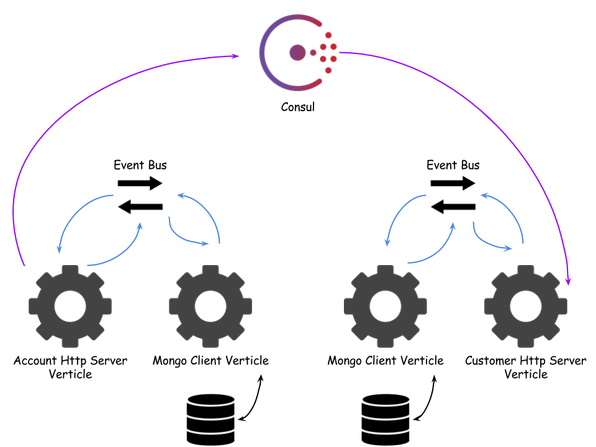 Consul
Event Bus
Event Bus
Account Http Server
Verticle
Mongo Client Verticle
Mongo Client Verticle
Customer Http Server
Verticle